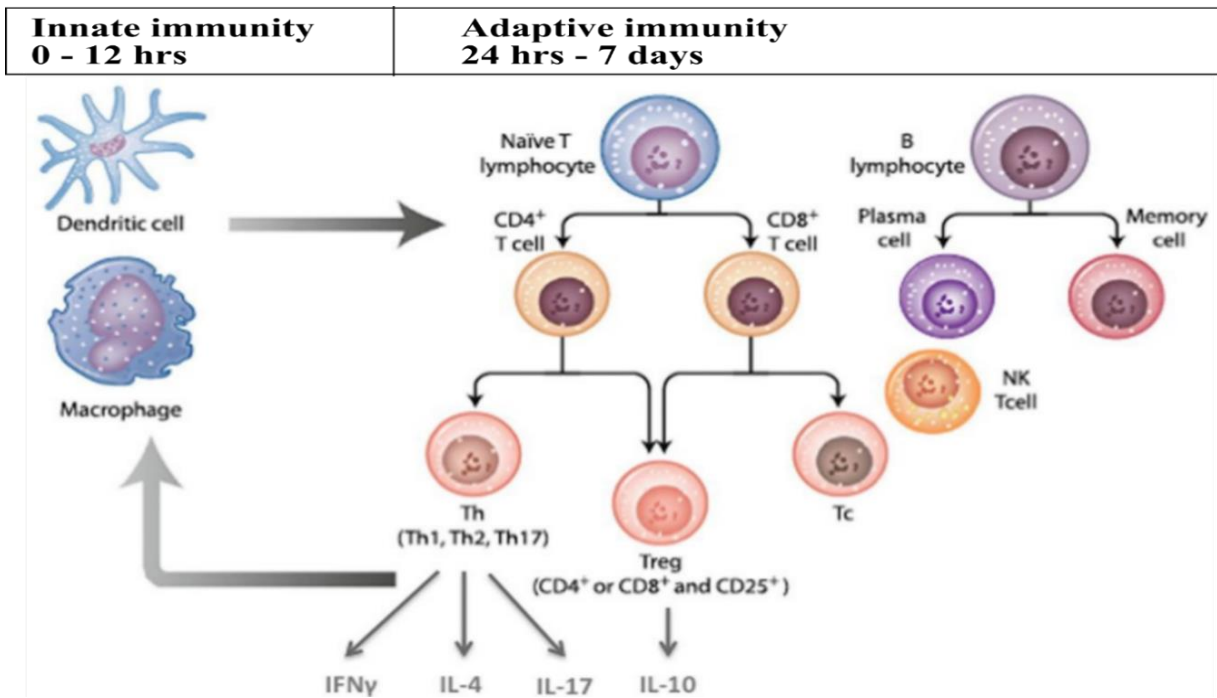 Innate immunity
0 - 12 hrs
Adaptive immunity
24 hrs - 7 days
Dendritic cell
Macrophage
Naïve T
lymphocyte
B
lymphocyte
CD4⁺
T cell
CD8⁺
T cell
Plasma
cell
Memory
cell
NK
Tcell
Th
(Th1, Th2, Th17)
Treg
(CD4⁺ or CD8⁺ and CD25⁺)
Tc
IFNγ
IL-4
IL-17
IL-10